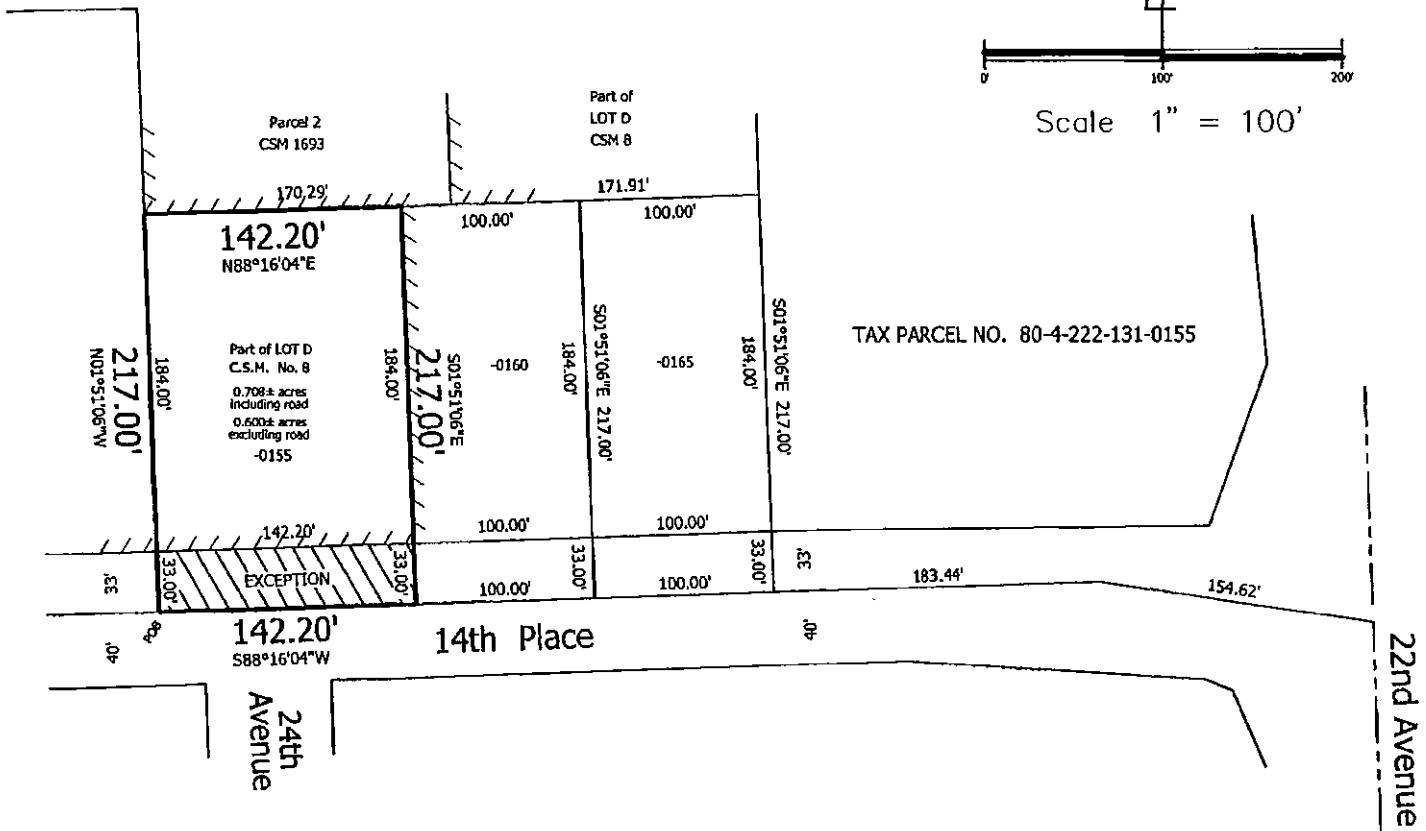 0'
100'
200'
Scale 1" = 100'
Parcel 2
CSM 1693
Part of
LOT D
CSM 8
170.29'
171.91'
142.20'
N88°16'04"E
100.00'
100.00'
217.00'
N01°51'06"W
184.00'
Part of LOT D
C.S.M. No. 8
0.708± acres
including road
0.600± acres
excluding road
-0155
184.00'
217.00'
S01°51'06"E
-0160
184.00'
S01°51'06"E 217.00'
-0165
184.00'
S01°51'06"E 217.00'
TAX PARCEL NO. 80-4-222-131-0155
142.20'
100.00'
100.00'
33'
33.00'
EXCEPTION
33.00'
100.00'
33.00'
100.00'
33.00'
33'
183.44'
154.62'
POB
142.20'
S88°16'04"W
40'
14th Place
40'
24th
Avenue
22nd Avenue